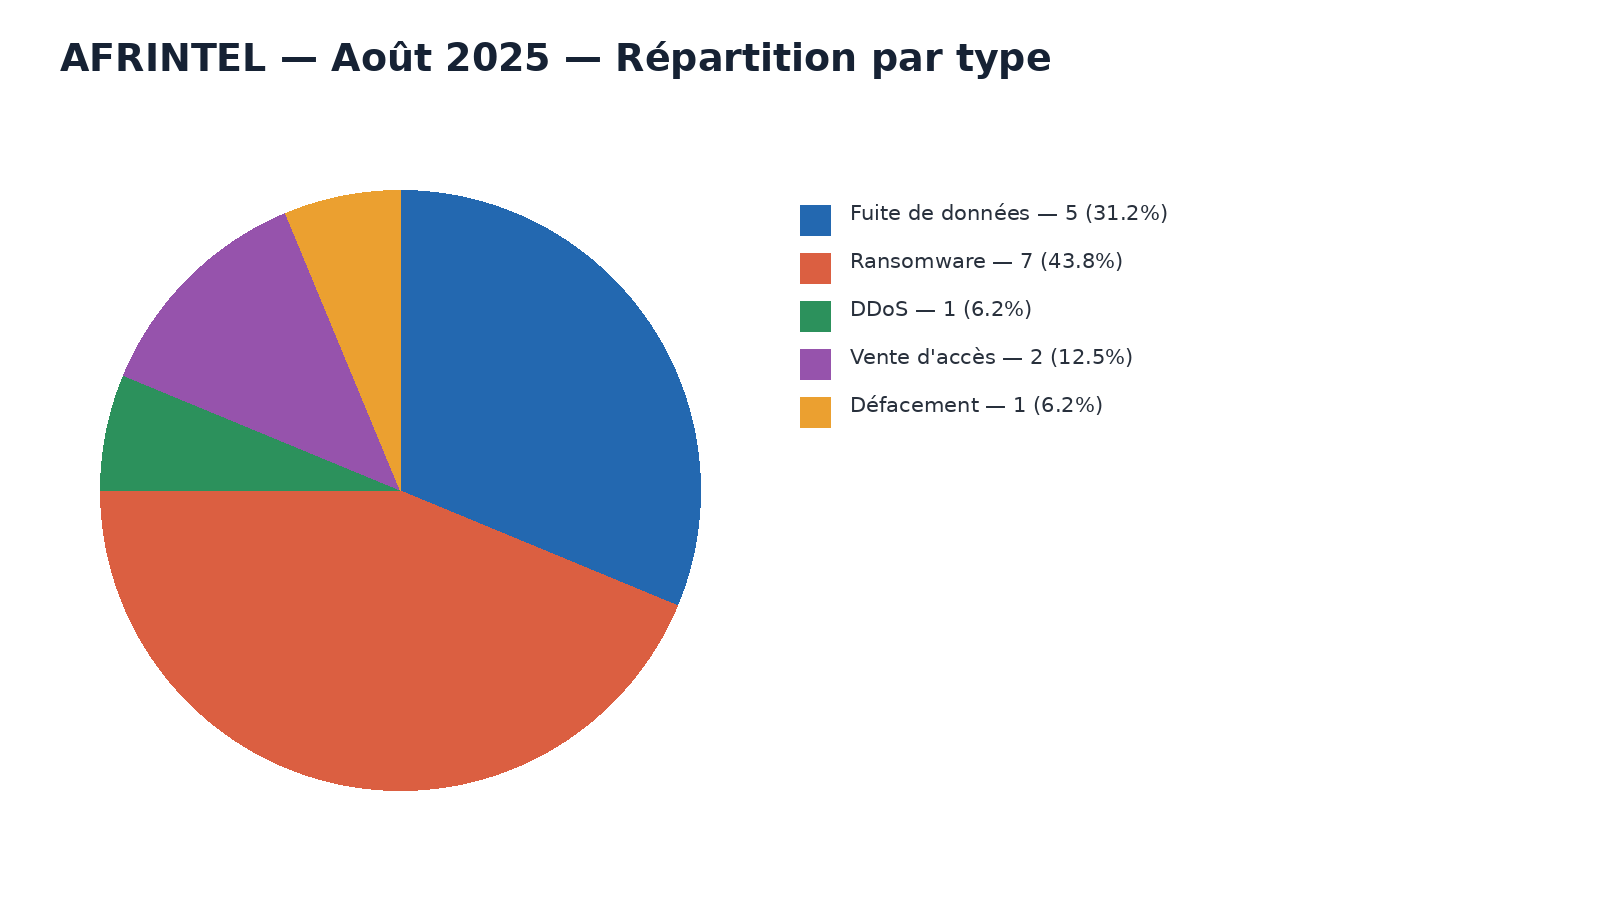 AFRINTEL — Août 2025 — Répartition par type
Fuite de données — 5 (31.2%)
Ransomware — 7 (43.8%)
DDoS — 1 (6.2%)
Vente d'accès — 2 (12.5%)
Défacement — 1 (6.2%)